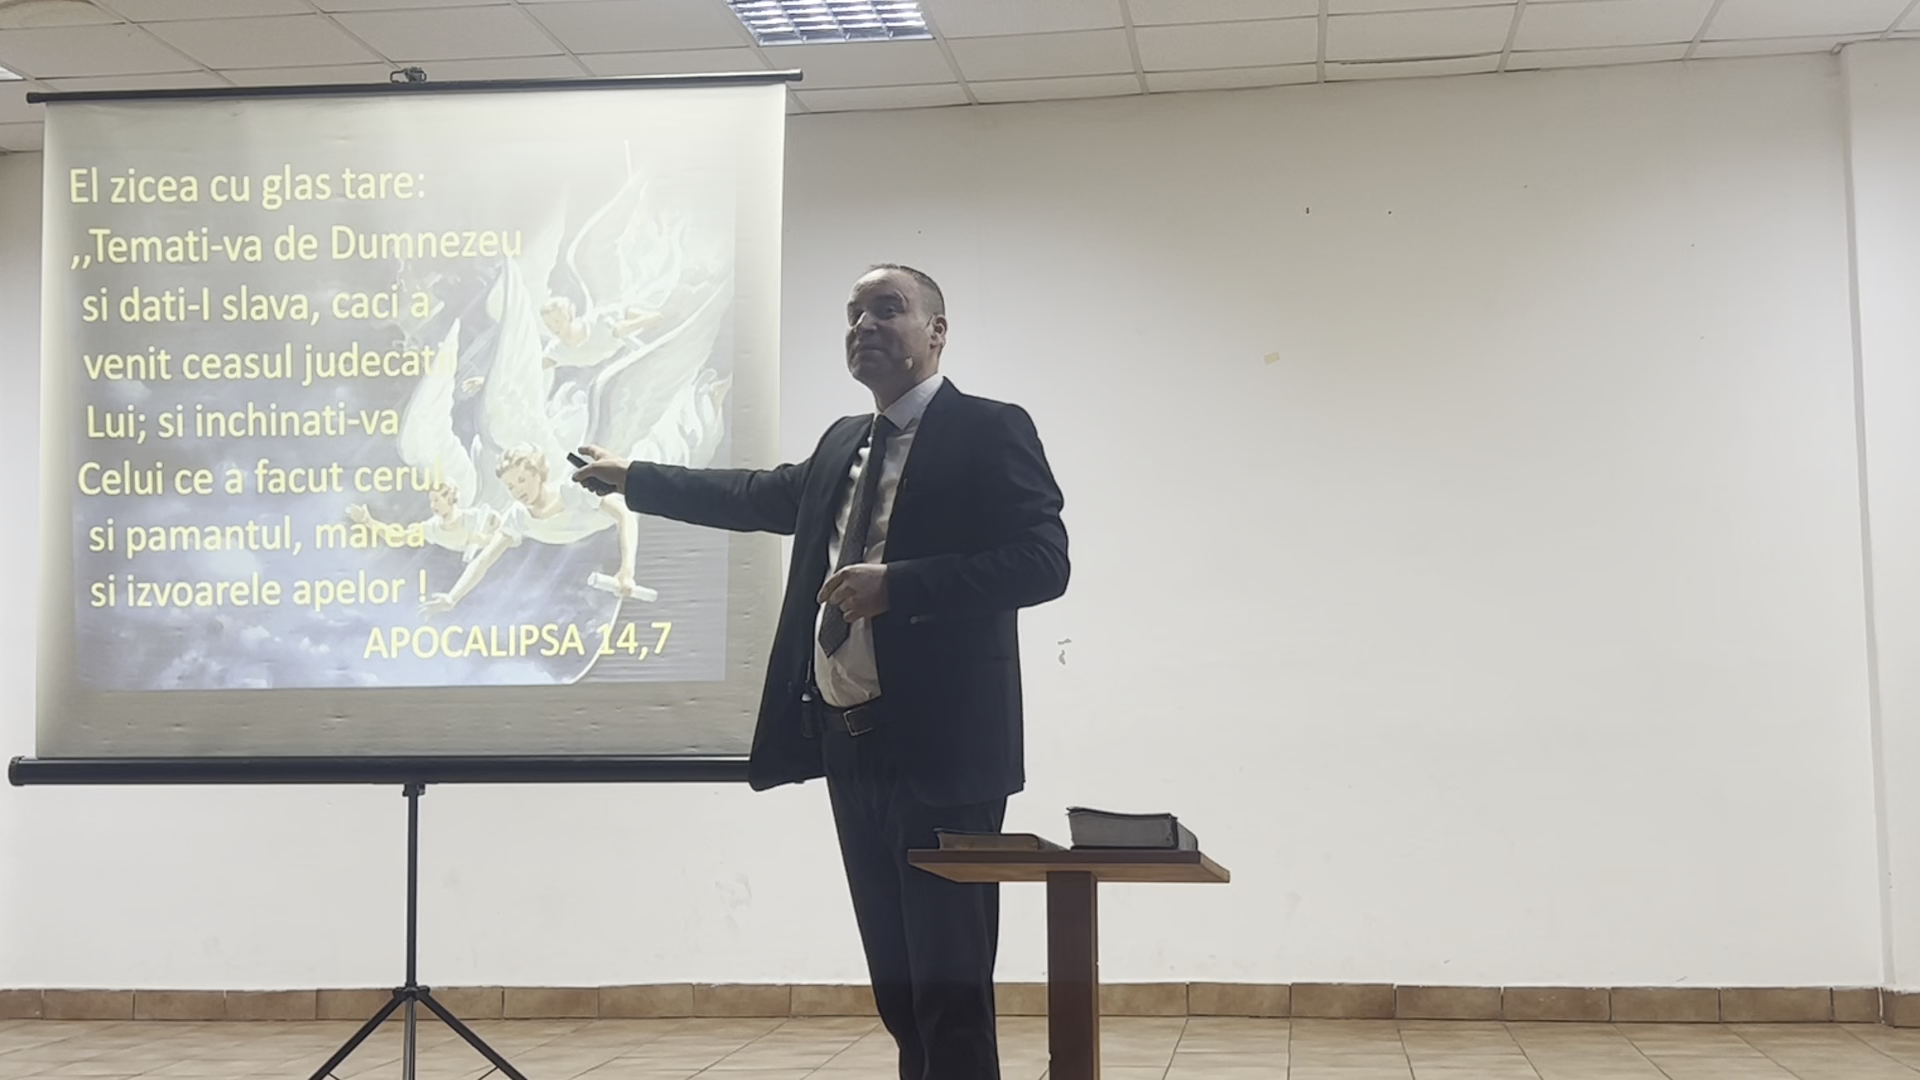 El zicea cu glas tare:
,,Temati-va de Dumnezeu
si dati-I slava, caci a
venit ceasul judecatii
Lui; si inchinati-va
Celui ce a facut cerul
si pamantul, marea
si izvoarele apelor !
APOCALIPSA 14,7